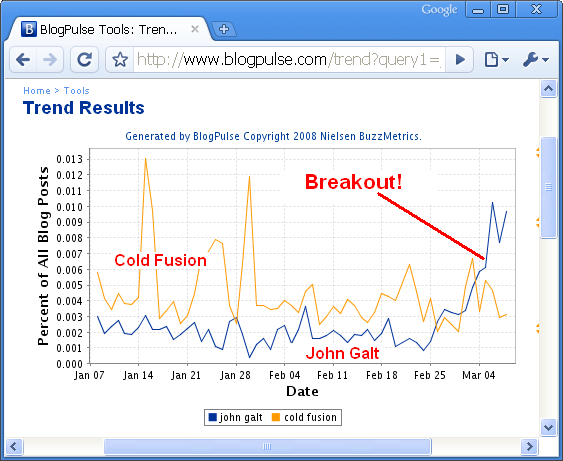 Google
BlogPulse Tools: Tren...
http://www.blogpulse.com/trend?query1=
Home > Tools
Trend Results
Generated by BlogPulse Copyright 2008 Nielsen BuzzMetrics.
Percent of All Blog Posts
0.013
0.012
0.011
0.010
0.009
0.008
0.007
0.006
0.005
0.004
0.003
0.002
0.001
0.000
Breakout!
Cold Fusion
John Galt
Jan 07 Jan 14 Jan 21 Jan 28 Feb 04 Feb 11 Feb 18 Feb 25 Mar 04
Date
john galt cold fusion